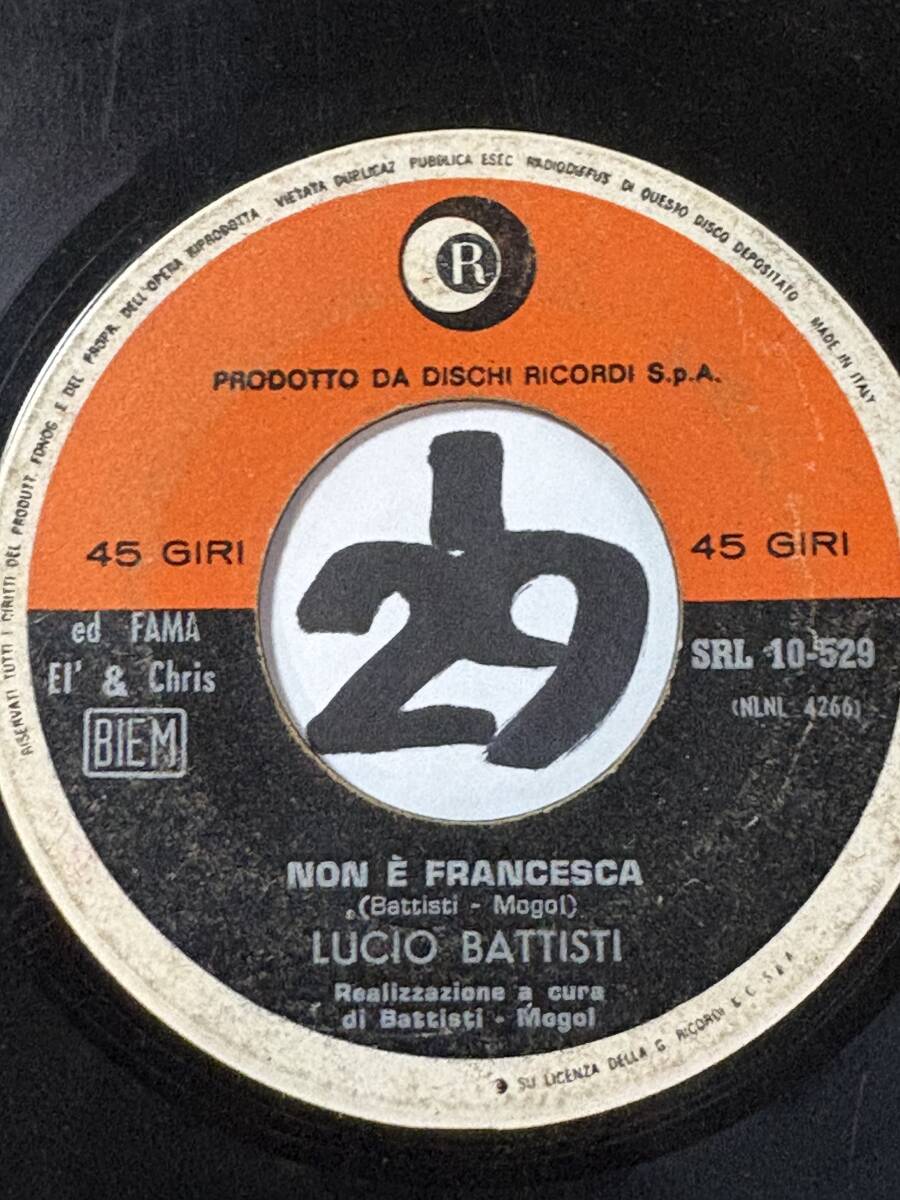 RISERVATI TUTTI I DIRITTI DEL PRODUTT. FONOG E DEL PROPR. DELL'OPERA RIPRODOTTA VIETATA DUPLICAZ PUBBLICA ESEC RADIODIFFUS DI QUESTO DISCO DEPOSITATO MADE IN ITALY
R
PRODOTTO DA DISCHI RICORDI S.p.A.
45 GIRI
45 GIRI
ed FAMA
El' & Chris
BIEM
SRL 10-529
(NLNL 4266)
29
NON È FRANCESCA
(Battisti - Mogol)
LUCIO BATTISTI
Realizzazione a cura
di Battisti - Mogol
SU LICENZA DELLA G. RICORDI & C. S.p.A.